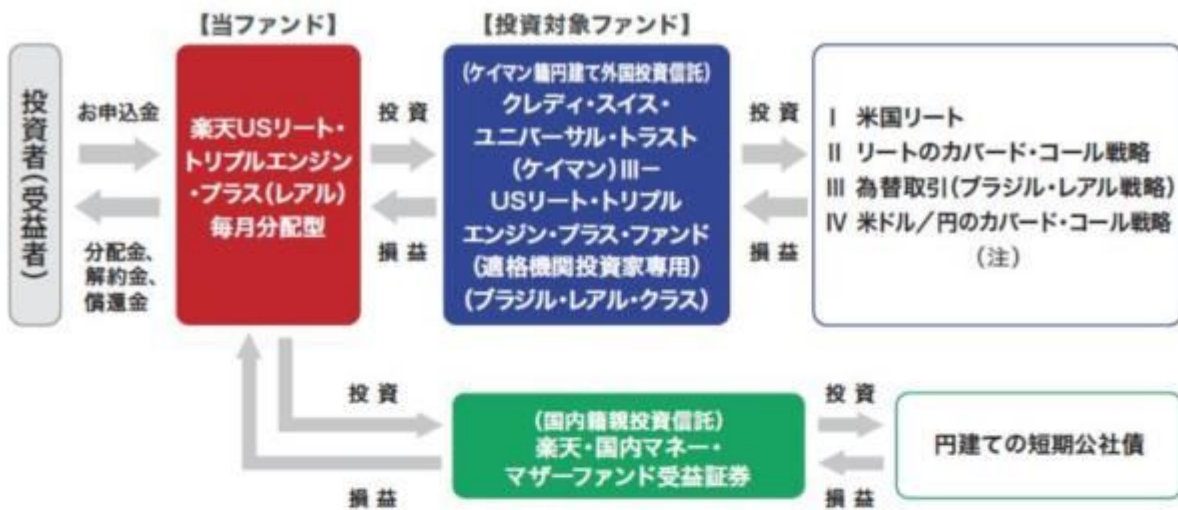 【当ファンド】
【投資対象ファンド】
投資者(受益者)
お申込金
分配金、
解約金、
償還金
楽天USリート・
トリプルエンジン
・プラス(レアル)
毎月分配型
投資
損益
(ケイマン籍円建て外国投資信託)
クレディ・スイス・
ユニバーサル・トラスト
(ケイマン)Ⅲー
USリート・トリプル
エンジン・プラス・ファンド
(適格機関投資家専用)
(ブラジル・レアル・クラス)
投資
損益
Ⅰ 米国リート
Ⅱ リートのカバード・コール戦略
Ⅲ 為替取引(ブラジル・レアル戦略)
Ⅳ 米ドル/円のカバード・コール戦略
(注)
投資
損益
(国内籍親投資信託)
楽天・国内マネー・
マザーファンド受益証券
投資
損益
円建ての短期公社債